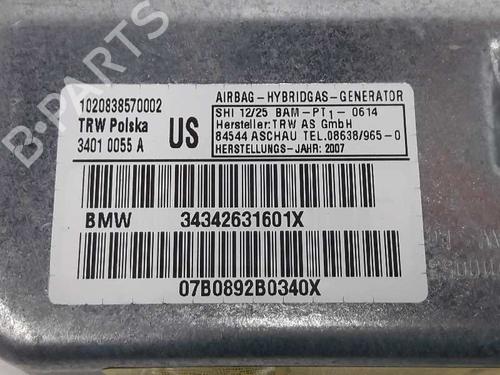 B-PARTS
1020838570002
TRW Polska
3401 0055 A
US
AIRBAG-HYBRIDGAS-GENERATOR
SHI 12/25 BAM-PT1-0614
Hersteller:TRW AS GmbH
84544 ASCHAU TEL.08638/965-0
HERSTELLUNGS-JAHR: 2007
BMW 34342631601X
07B0892B0340X